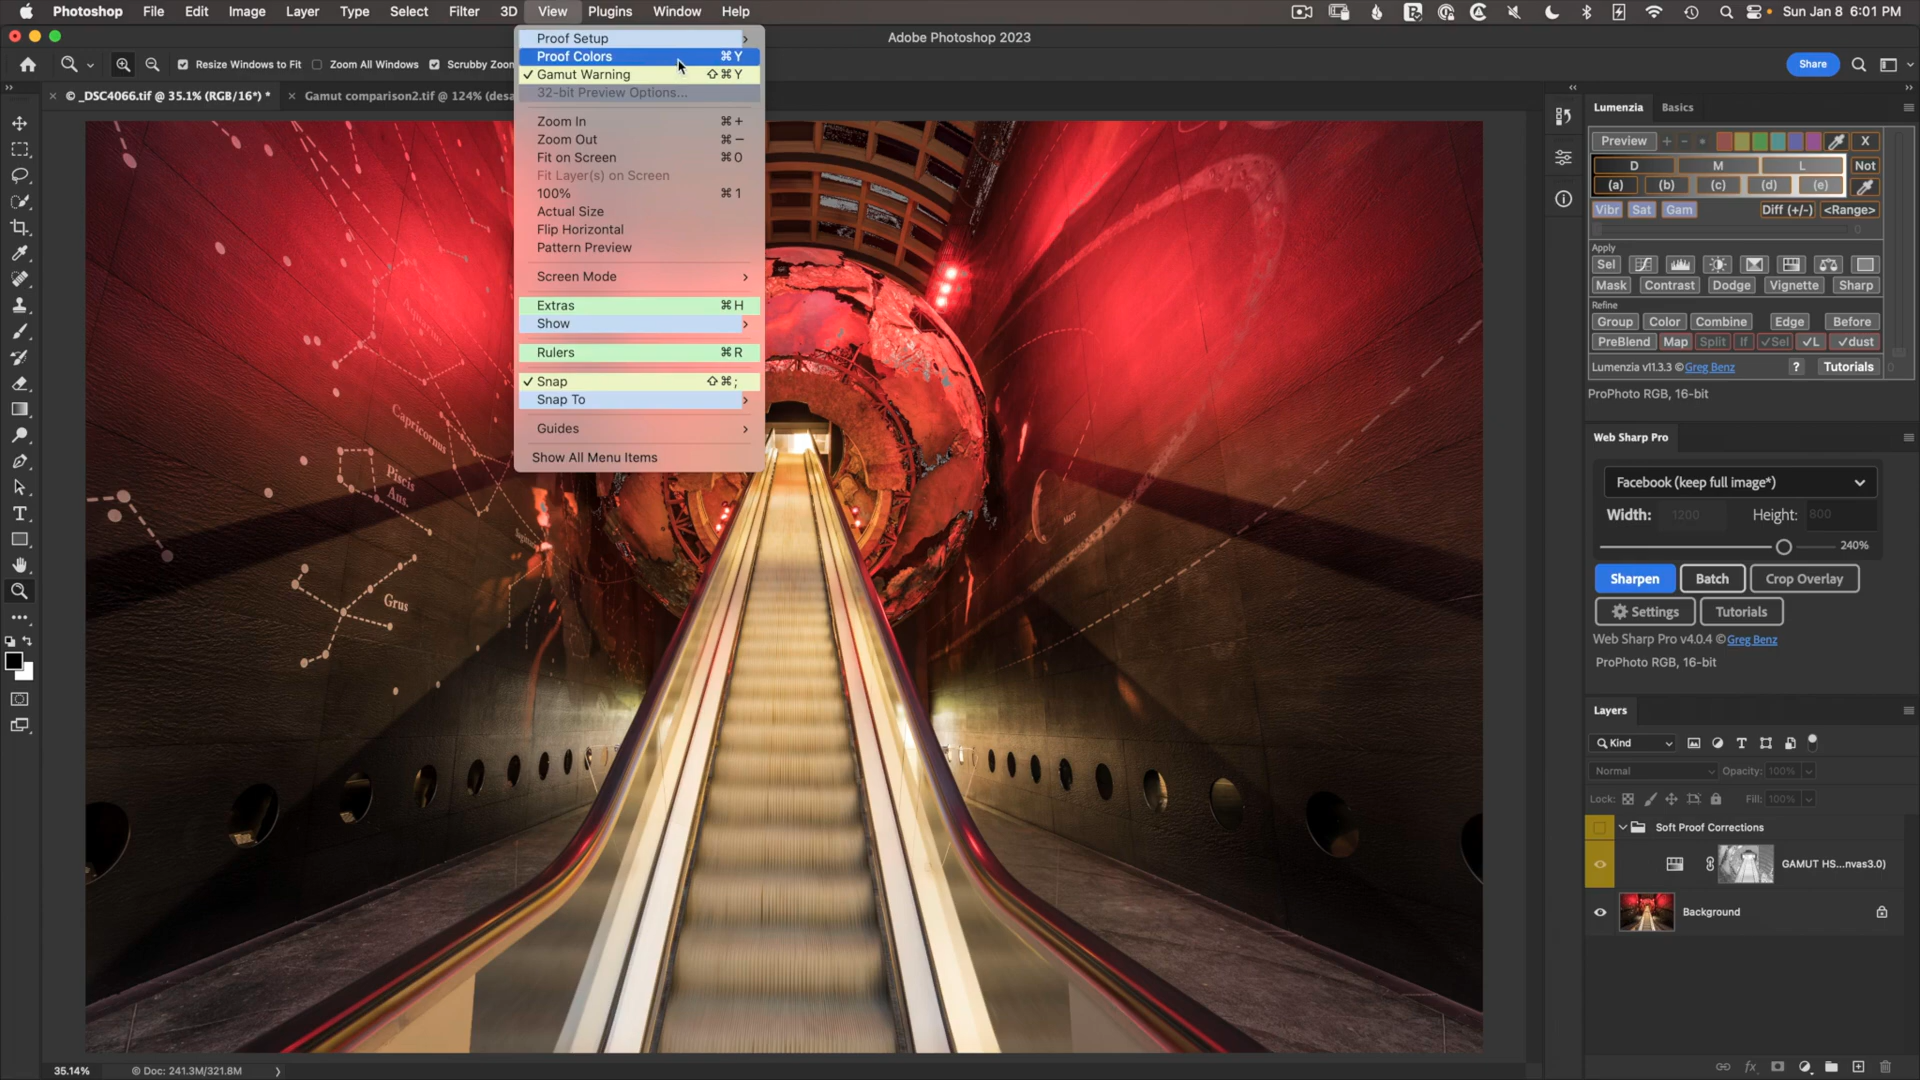 Photoshop File Edit Image Layer Type Select Filter 3D View Plugins Window Help Sun Jan 8 6:01 PM
Adobe Photoshop 2023
Resize Windows to Fit Zoom All Windows Scrubby Zoom Share
© _DSC4066.tif @ 35.1% (RGB/16*) * Gamut comparison2.tif @ 124% (desa
Proof Setup
Proof Colors ⌘Y
✓ Gamut Warning ⇧⌘Y
32-bit Preview Options...
Zoom In ⌘+
Zoom Out ⌘−
Fit on Screen ⌘0
Fit Layer(s) on Screen
100% ⌘1
Actual Size
Flip Horizontal
Pattern Preview
Screen Mode
Extras ⌘H
Show
Rulers ⌘R
✓ Snap ⇧⌘;
Snap To
Guides
Show All Menu Items
Aquarius
Capricornus
Piscis
Aus
Grus
Mars
Lumenzia Basics
Preview + − X
D M L Not
(a) (b) (c) (d) (e)
Vibr Sat Gam Diff (+/-) <Range>
0
Apply
Sel
Mask Contrast Dodge Vignette Sharp
Refine
Group Color Combine Edge Before
PreBlend Map Split If ✓Sel ✓L ✓dust
Lumenzia v11.3.3 © Greg Benz ? Tutorials 0
ProPhoto RGB, 16-bit
Web Sharp Pro
Facebook (keep full image*)
Width: 1200 Height: 800
240%
Sharpen Batch Crop Overlay
Settings Tutorials
Web Sharp Pro v4.0.4 © Greg Benz
ProPhoto RGB, 16-bit
Layers
Kind T
Normal Opacity: 100%
Lock: Fill: 100%
Soft Proof Corrections
GAMUT HS...nvas3.0)
Background
fx
35.14% © Doc: 241.3M/321.8M